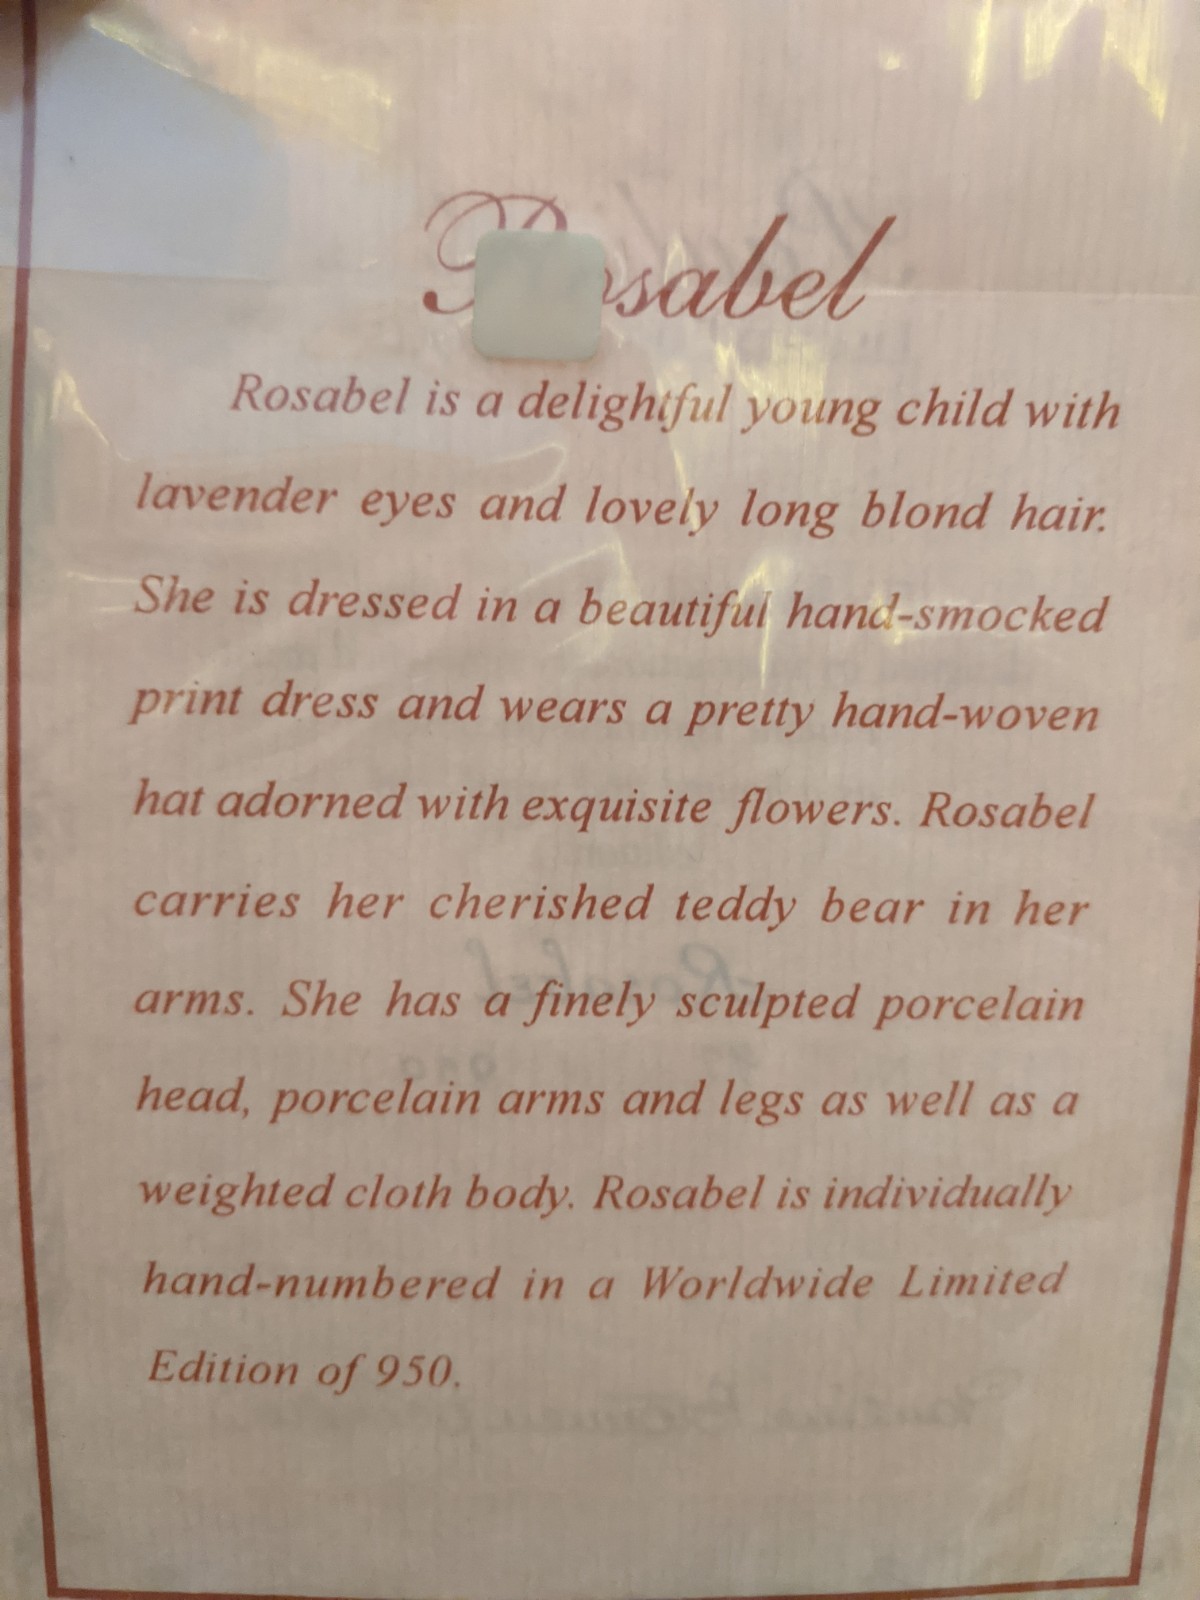 Rosabel
Rosabel is a delightful young child with
lavender eyes and lovely long blond hair.
She is dressed in a beautiful hand-smocked
print dress and wears a pretty hand-woven
hat adorned with exquisite flowers. Rosabel
carries her cherished teddy bear in her
arms. She has a finely sculpted porcelain
head, porcelain arms and legs as well as a
weighted cloth body. Rosabel is individually
hand-numbered in a Worldwide Limited
Edition of 950.